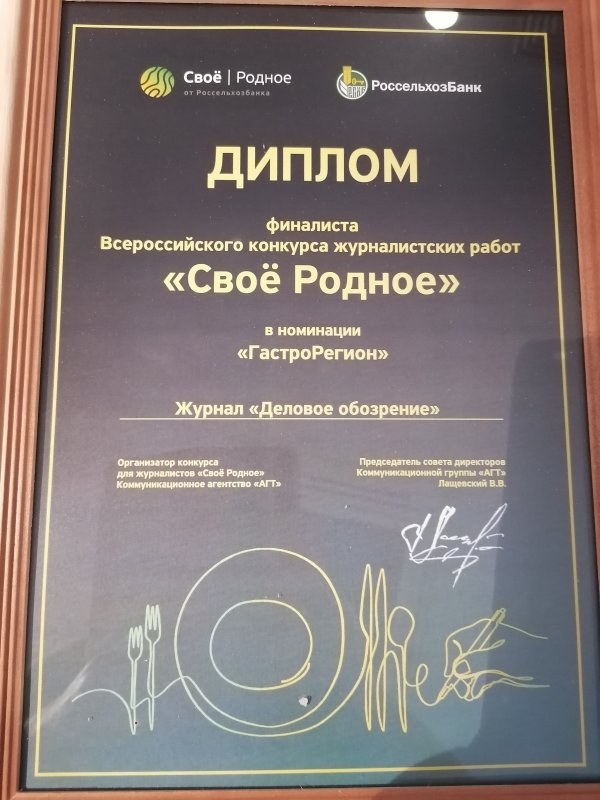 Своё | Родное
от Россельхозбанка
РоссельхозБанк
ДИПЛОМ
финалиста
Всероссийского конкурса журналистских работ
«Своё Родное»
в номинации
«ГастроРегион»
Журнал «Деловое обозрение»
Организатор конкурса
для журналистов «Своё Родное»
Коммуникационное агентство «АГТ»
Председатель совета директоров
Коммуникационной группы «АГТ»
Лащевский В.В.